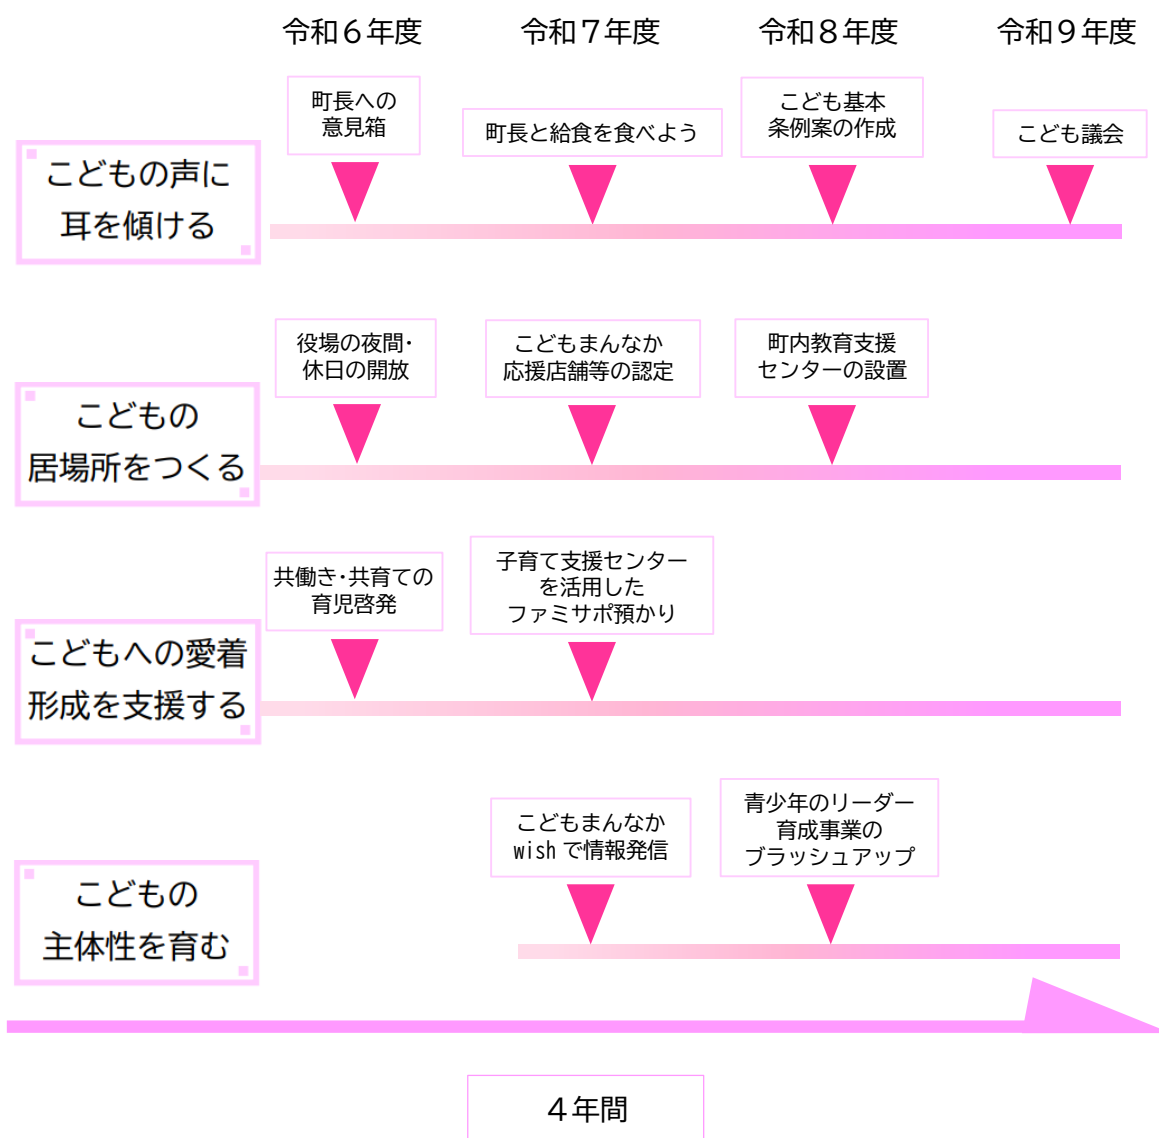 令和６年度
令和７年度
令和８年度
令和９年度
こどもの声に
耳を傾ける
町長への
意見箱
町長と給食を食べよう
こども基本
条例案の作成
こども議会
こどもの
居場所をつくる
役場の夜間・
休日の開放
こどもまんなか
応援店舗等の認定
町内教育支援
センターの設置
こどもへの愛着
形成を支援する
共働き・共育ての
育児啓発
子育て支援センター
を活用した
ファミサポ預かり
こどもの
主体性を育む
こどもまんなか
wishで情報発信
青少年のリーダー
育成事業の
ブラッシュアップ
４年間